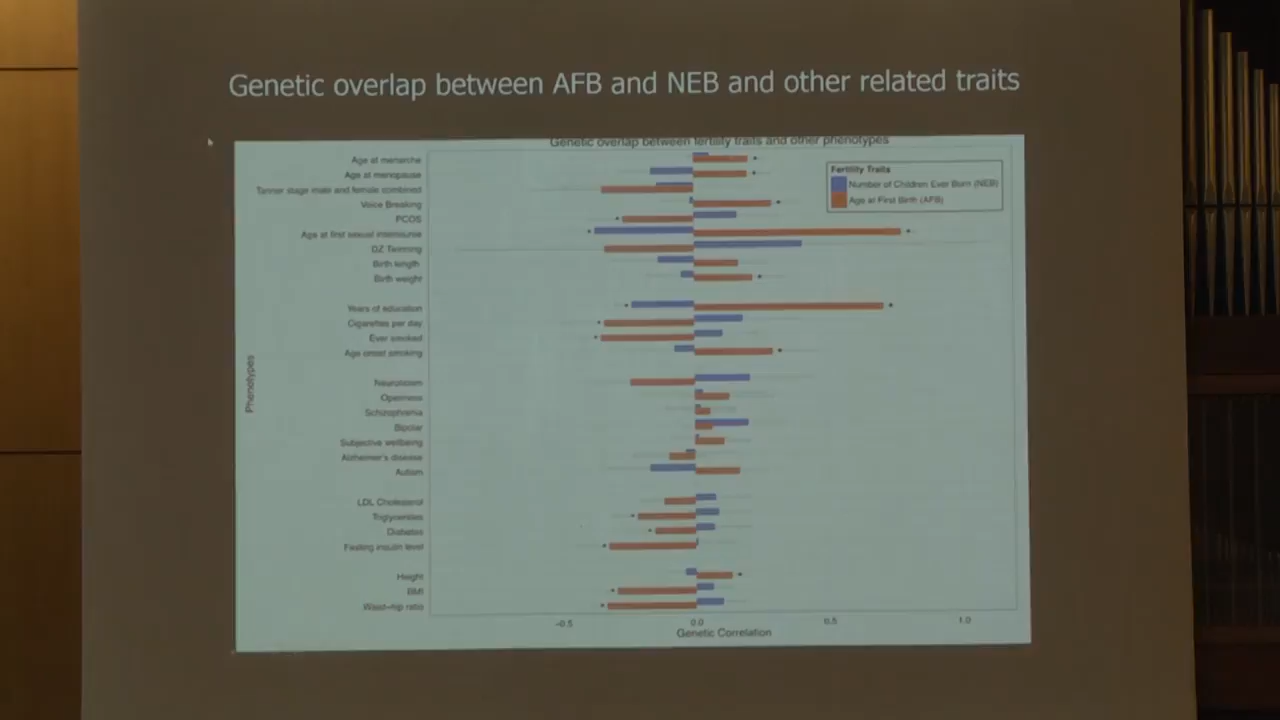 Genetic overlap between AFB and NEB and other related traits
Genetic overlap between fertility traits and other phenotypes
Age at menarche
Age at menopause
Tanner stage male and female combined
Voice Breaking
PCOS
Age at first sexual intercourse
DZ Twinning
Birth length
Birth weight
Years of education
Cigarettes per day
Ever smoked
Age onset smoking
Neuroticism
Openness
Schizophrenia
Bipolar
Subjective wellbeing
Alzheimer's disease
Autism
LDL Cholesterol
Triglycerides
Diabetes
Fasting insulin level
Height
BMI
Waist-hip ratio
Phenotypes
Fertility Traits
Number of Children Ever Born (NEB)
Age at First Birth (AFB)
-0.5 0.0 0.5 1.0
Genetic Correlation